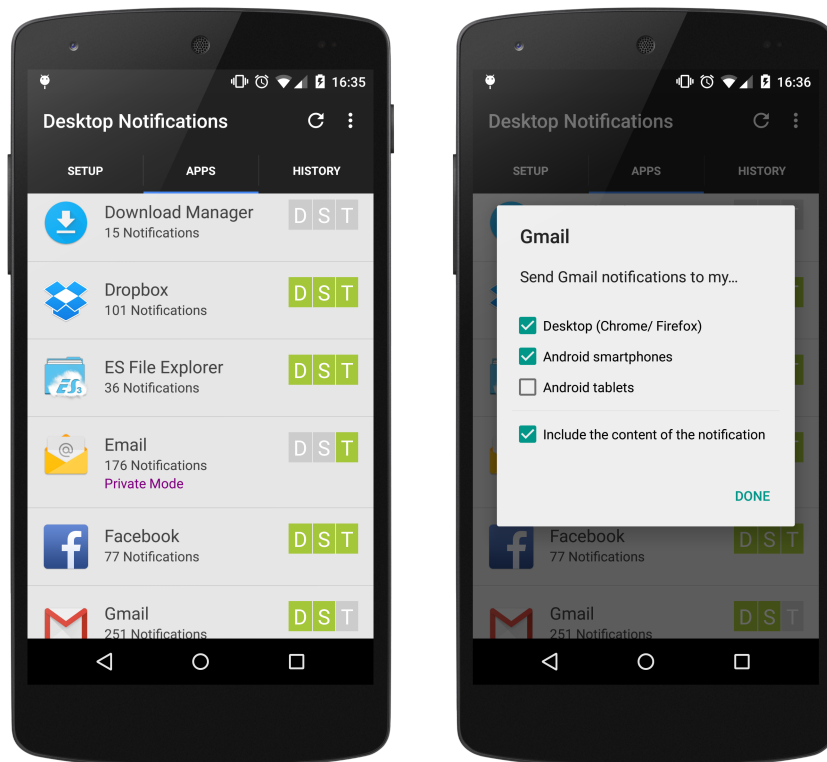 16:35
Desktop Notifications
SETUP APPS HISTORY
Download Manager D S T
15 Notifications
Dropbox D S T
101 Notifications
ES File Explorer D S T
36 Notifications
Email D S T
176 Notifications
Private Mode
Facebook D S T
77 Notifications
Gmail D S T
251 Notifications
16:36
Desktop Notifications
SETUP APPS HISTORY
Gmail
Send Gmail notifications to my...
Desktop (Chrome/ Firefox)
Android smartphones
Android tablets
Include the content of the notification
DONE
Facebook D S T
77 Notifications
Gmail D S T
251 Notifications